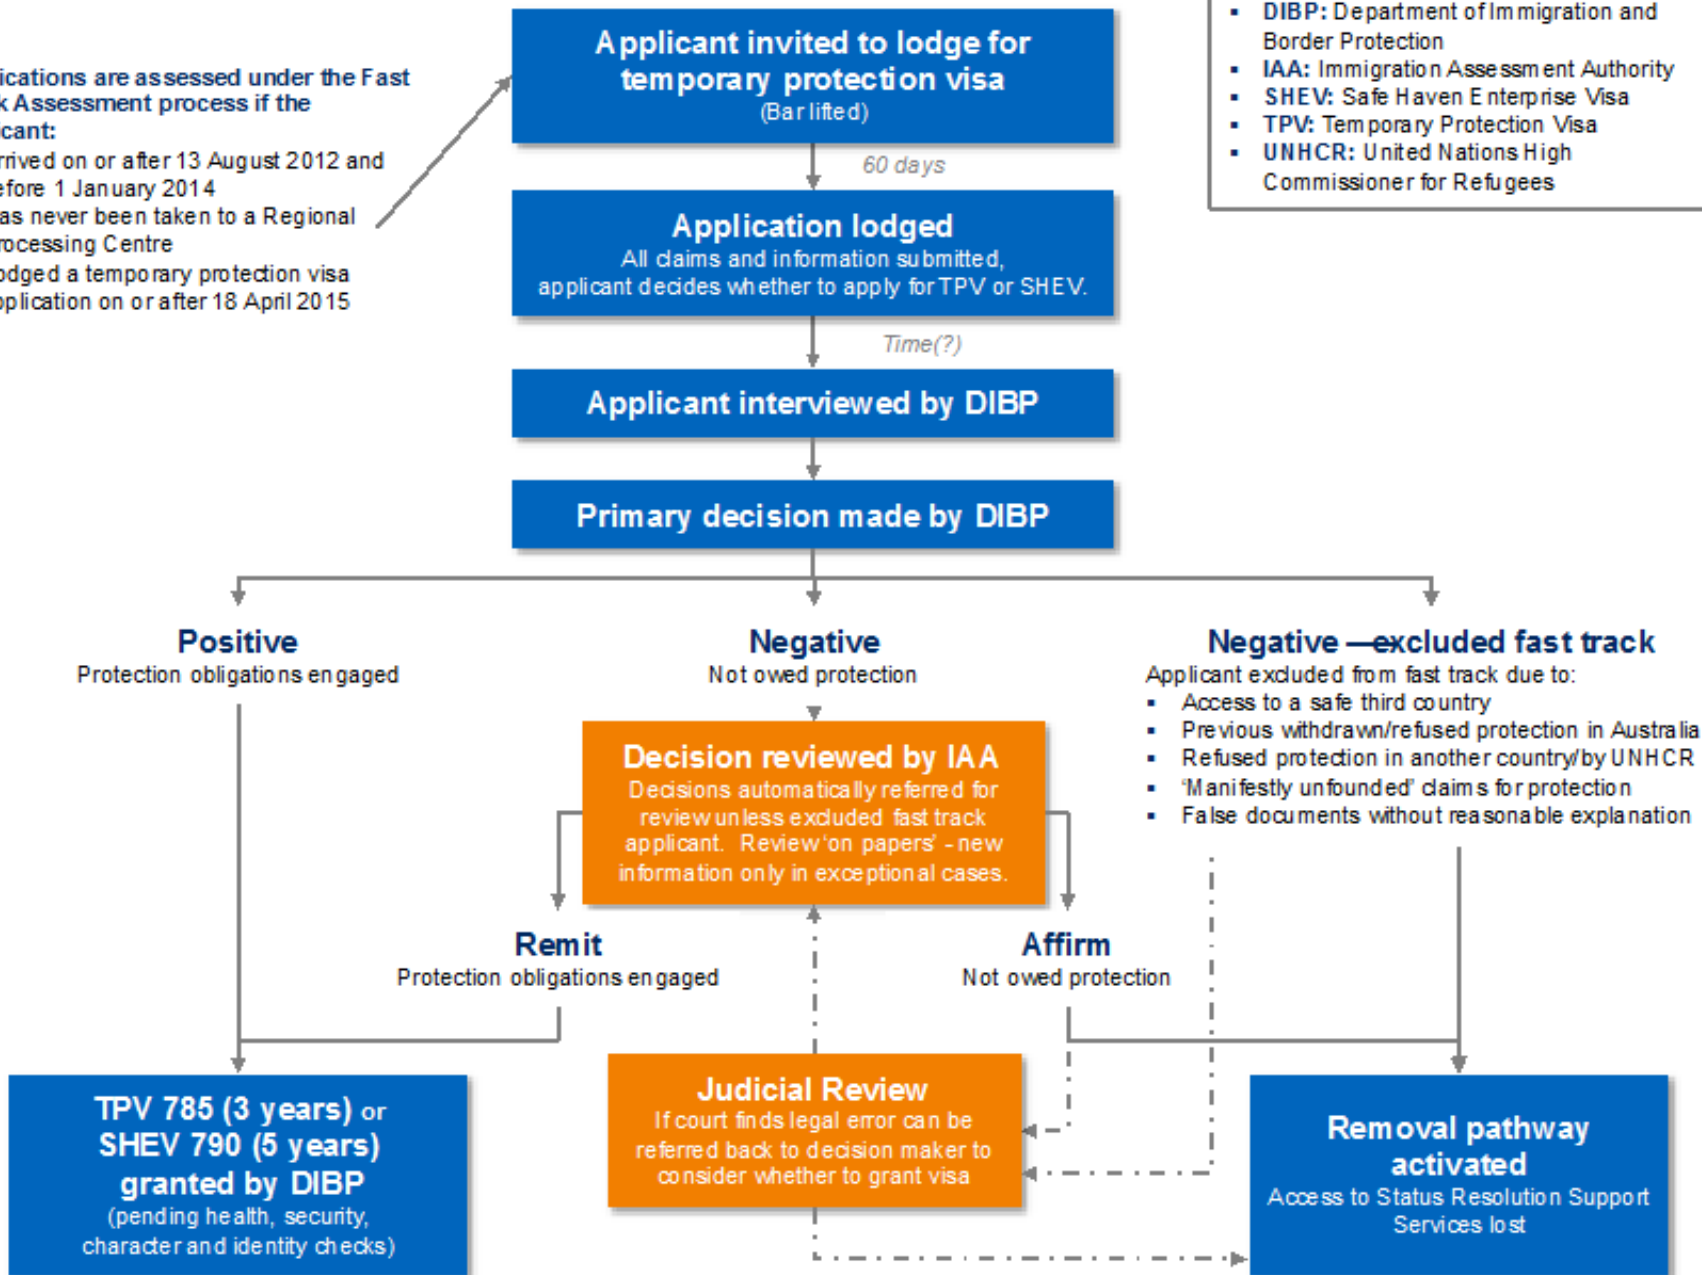 DIBP: Department of Immigration and
Border Protection
IAA: Immigration Assessment Authority
SHEV: Safe Haven Enterprise Visa
TPV: Temporary Protection Visa
UNHCR: United Nations High
Commissioner for Refugees
ications are assessed under the Fast
k Assessment process if the
icant:
rrived on or after 13 August 2012 and
efore 1 January 2014
as never been taken to a Regional
rocessing Centre
odged a temporary protection visa
pplication on or after 18 April 2015
Applicant invited to lodge for
temporary protection visa
(Bar lifted)
60 days
Application lodged
All claims and information submitted,
applicant decides whether to apply for TPV or SHEV.
Time(?)
Applicant interviewed by DIBP
Primary decision made by DIBP
Positive
Protection obligations engaged
Negative
Not owed protection
Negative —excluded fast track
Applicant excluded from fast track due to:
Access to a safe third country
Previous withdrawn/refused protection in Australia
Refused protection in another country/by UNHCR
‘Manifestly unfounded’ claims for protection
False documents without reasonable explanation
Decision reviewed by IAA
Decisions automatically referred for
review unless excluded fast track
applicant. Review ‘on papers’ - new
information only in exceptional cases.
Remit
Protection obligations engaged
Affirm
Not owed protection
TPV 785 (3 years) or
SHEV 790 (5 years)
granted by DIBP
(pending health, security,
character and identity checks)
Judicial Review
If court finds legal error can be
referred back to decision maker to
consider whether to grant visa
Removal pathway
activated
Access to Status Resolution Support
Services lost